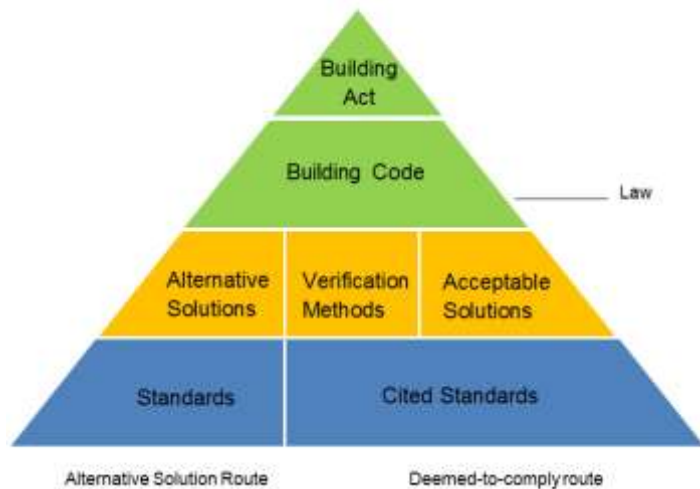 Building
Act
Building Code
Law
Alternative
Solutions
Verification
Methods
Acceptable
Solutions
Standards
Cited Standards
Alternative Solution Route
Deemed-to-comply route